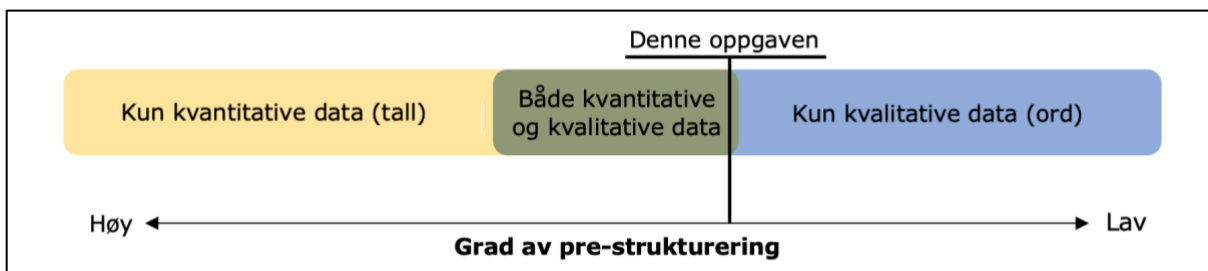 Denne oppgaven
Kun kvantitative data (tall)
Både kvantitative
og kvalitative data
Kun kvalitative data (ord)
Høy
Lav
Grad av pre-strukturering